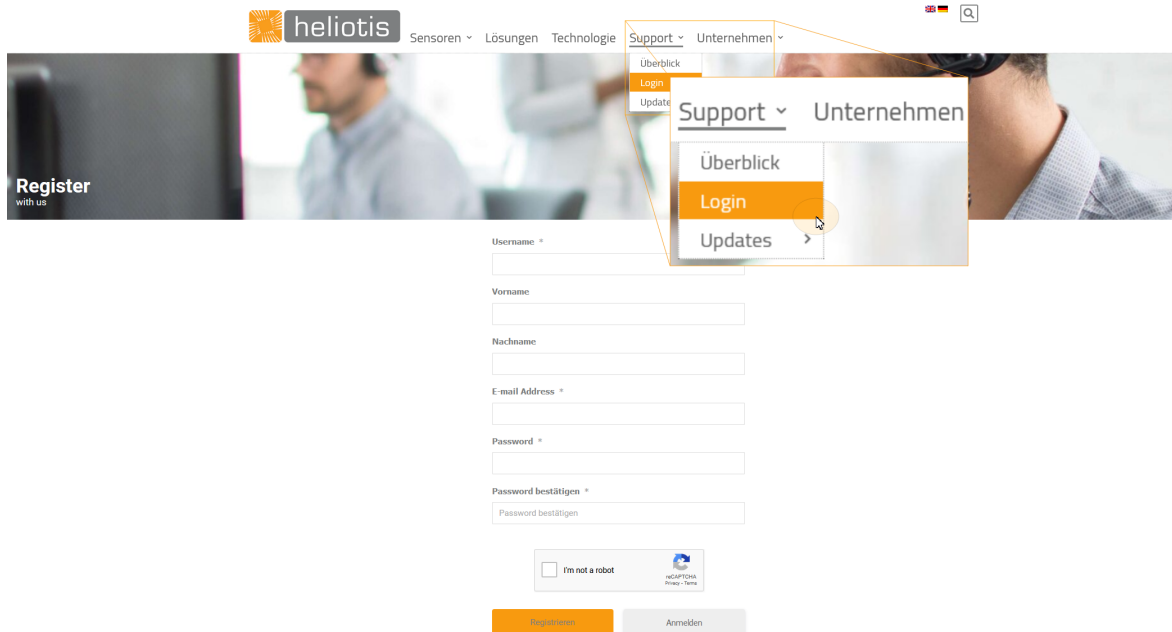 heliotis
Sensoren Lösungen Technologie Support Unternehmen
Überblick
Login
Update
Support Unternehmen
Überblick
Login
Updates
Register
with us
Username *
Vorname
Nachname
E-mail Address *
Password *
Password bestätigen *
Password bestätigen
I'm not a robot
reCAPTCHA
Privacy - Terms
Registrieren Anmelden